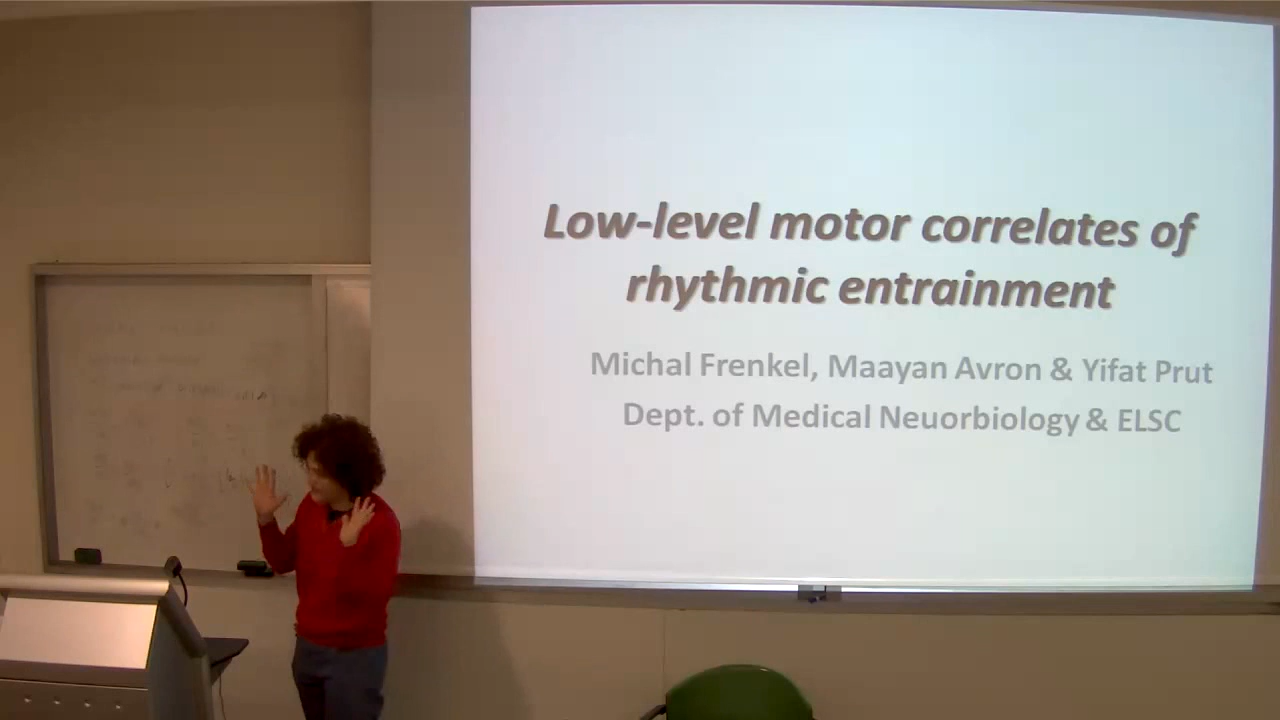 Low-level motor correlates of
rhythmic entrainment
Michal Frenkel, Maayan Avron & Yifat Prut
Dept. of Medical Neuorbiology & ELSC